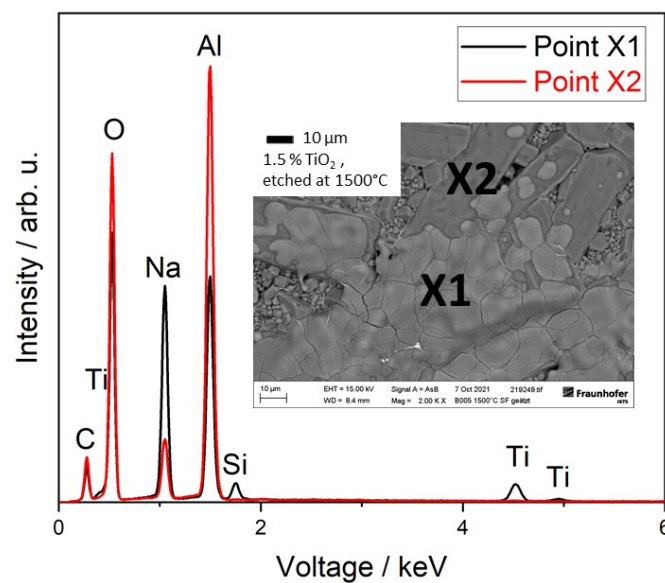 Intensity / arb. u.
Al
O
Na
Ti
C
Si
Ti
Ti
Point X1
Point X2
10 µm
1.5 % TiO₂ ,
etched at 1500°C
X2
X1
10 µm
EHT = 15.00 kV
WD = 8.4 mm
Signal A = AsB
Mag = 2.00 K X
7 Oct 2021
219249.tif
B005 1500°C SF geätzt
Fraunhofer
IKTS
0
2
4
6
Voltage / keV